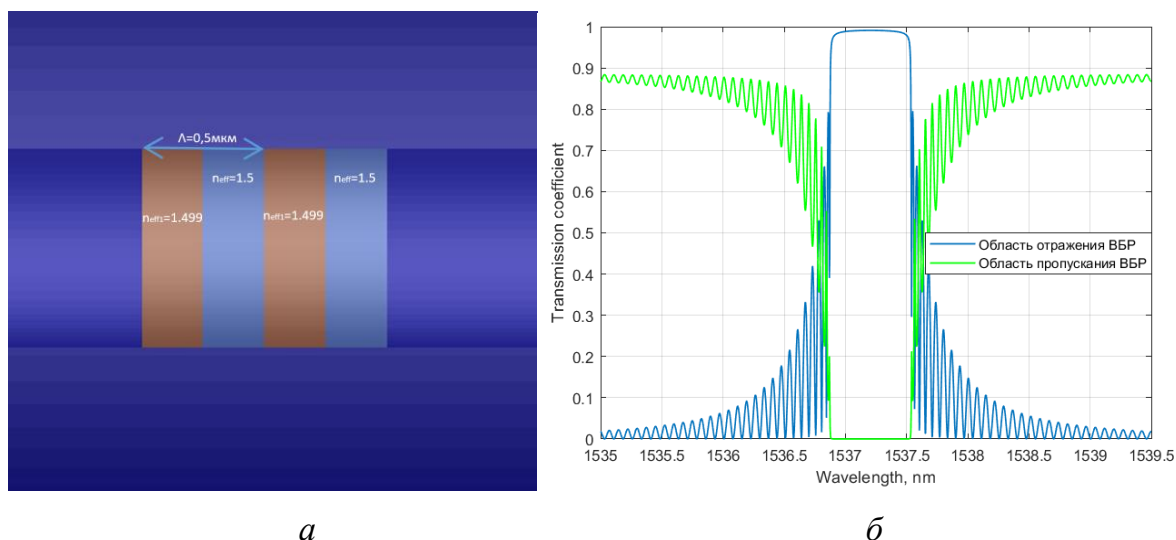 Λ=0,5мкм
neff=1.5
neff=1.5
neff1=1.499
neff1=1.499
1
0.9
0.8
0.7
0.6
0.5
0.4
0.3
0.2
0.1
0
Transmission coefficient
Область отражения ВБР
Область пропускания ВБР
1535
1535.5
1536
1536.5
1537
1537.5
1538
1538.5
1539
1539.5
Wavelength, nm
а
б